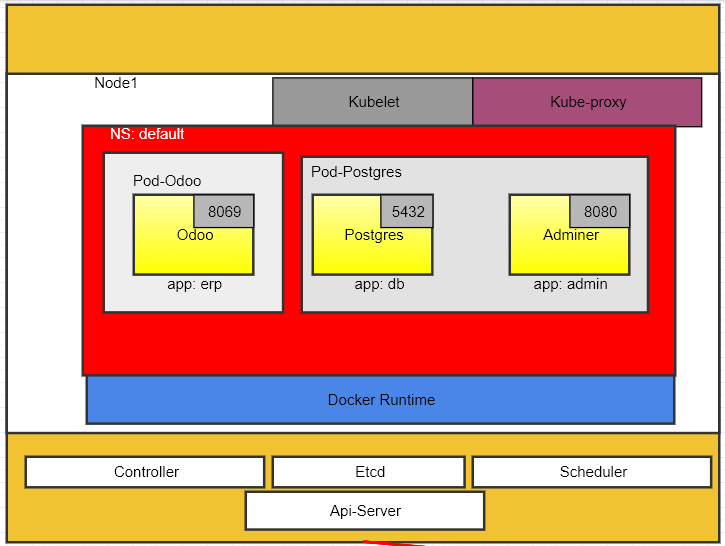 Node1
Kubelet
Kube-proxy
NS: default
Pod-Odoo
8069
Odoo
app: erp
Pod-Postgres
5432
Postgres
app: db
8080
Adminer
app: admin
Docker Runtime
Controller
Etcd
Scheduler
Api-Server